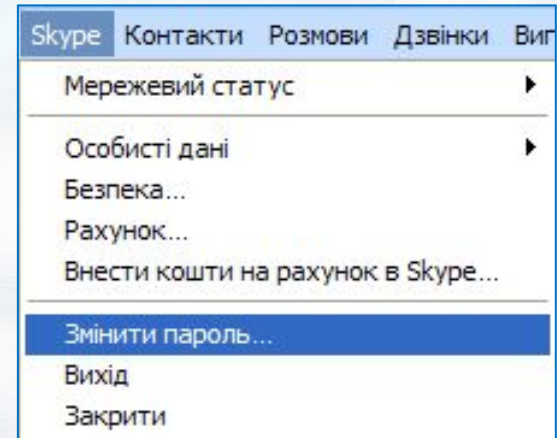 Skype Контакти Розмови Дзвінки
Мережевий статус
Особисті дані
Безпека...
Рахунок...
Внести кошти на рахунок в Skype...
Змінити пароль...
Вихід
Закрити